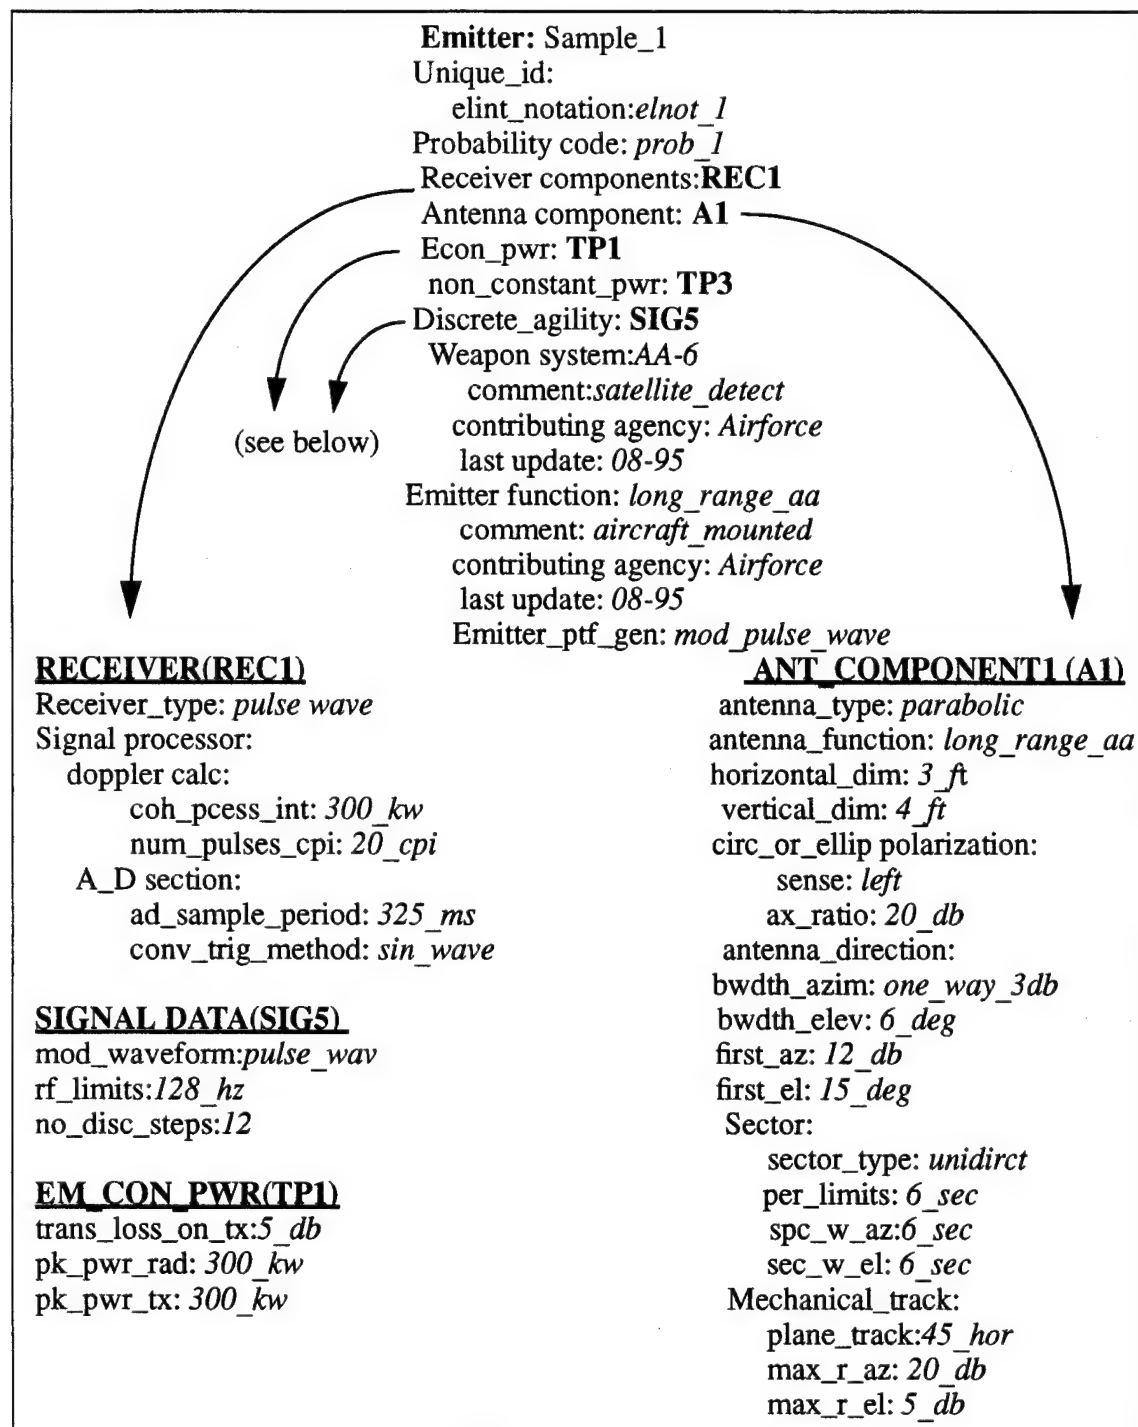 Emitter: Sample_1
Unique_id:
elint_notation:elnot_1
Probability code: prob_1
Receiver components:REC1
Antenna component: A1
Econ_pwr: TP1
non_constant_pwr: TP3
Discrete_agility: SIG5
Weapon system:AA-6
comment:satellite_detect
contributing agency: Airforce
last update: 08-95
Emitter function: long_range_aa
comment: aircraft_mounted
contributing agency: Airforce
last update: 08-95
Emitter_ptf_gen: mod_pulse_wave
(see below)
RECEIVER(REC1)
Receiver_type: pulse wave
Signal processor:
doppler calc:
coh_pcess_int: 300_kw
num_pulses_cpi: 20_cpi
A_D section:
ad_sample_period: 325_ms
conv_trig_method: sin_wave
SIGNAL DATA(SIG5)
mod_waveform:pulse_wav
rf_limits:128_hz
no_disc_steps:12
EM_CON_PWR(TP1)
trans_loss_on_tx:5_db
pk_pwr_rad: 300_kw
pk_pwr_tx: 300_kw
ANT_COMPONENT1(A1)
antenna_type: parabolic
antenna_function: long_range_aa
horizontal_dim: 3_ft
vertical_dim: 4_ft
circ_or_ellip polarization:
sense: left
ax_ratio: 20_db
antenna_direction:
bwdth_azim: one_way_3db
bwdth_elev: 6_deg
first_az: 12_db
first_el: 15_deg
Sector:
sector_type: unidirct
per_limits: 6_sec
spc_w_az:6_sec
sec_w_el: 6_sec
Mechanical_track:
plane_track:45_hor
max_r_az: 20_db
max_r_el: 5_db